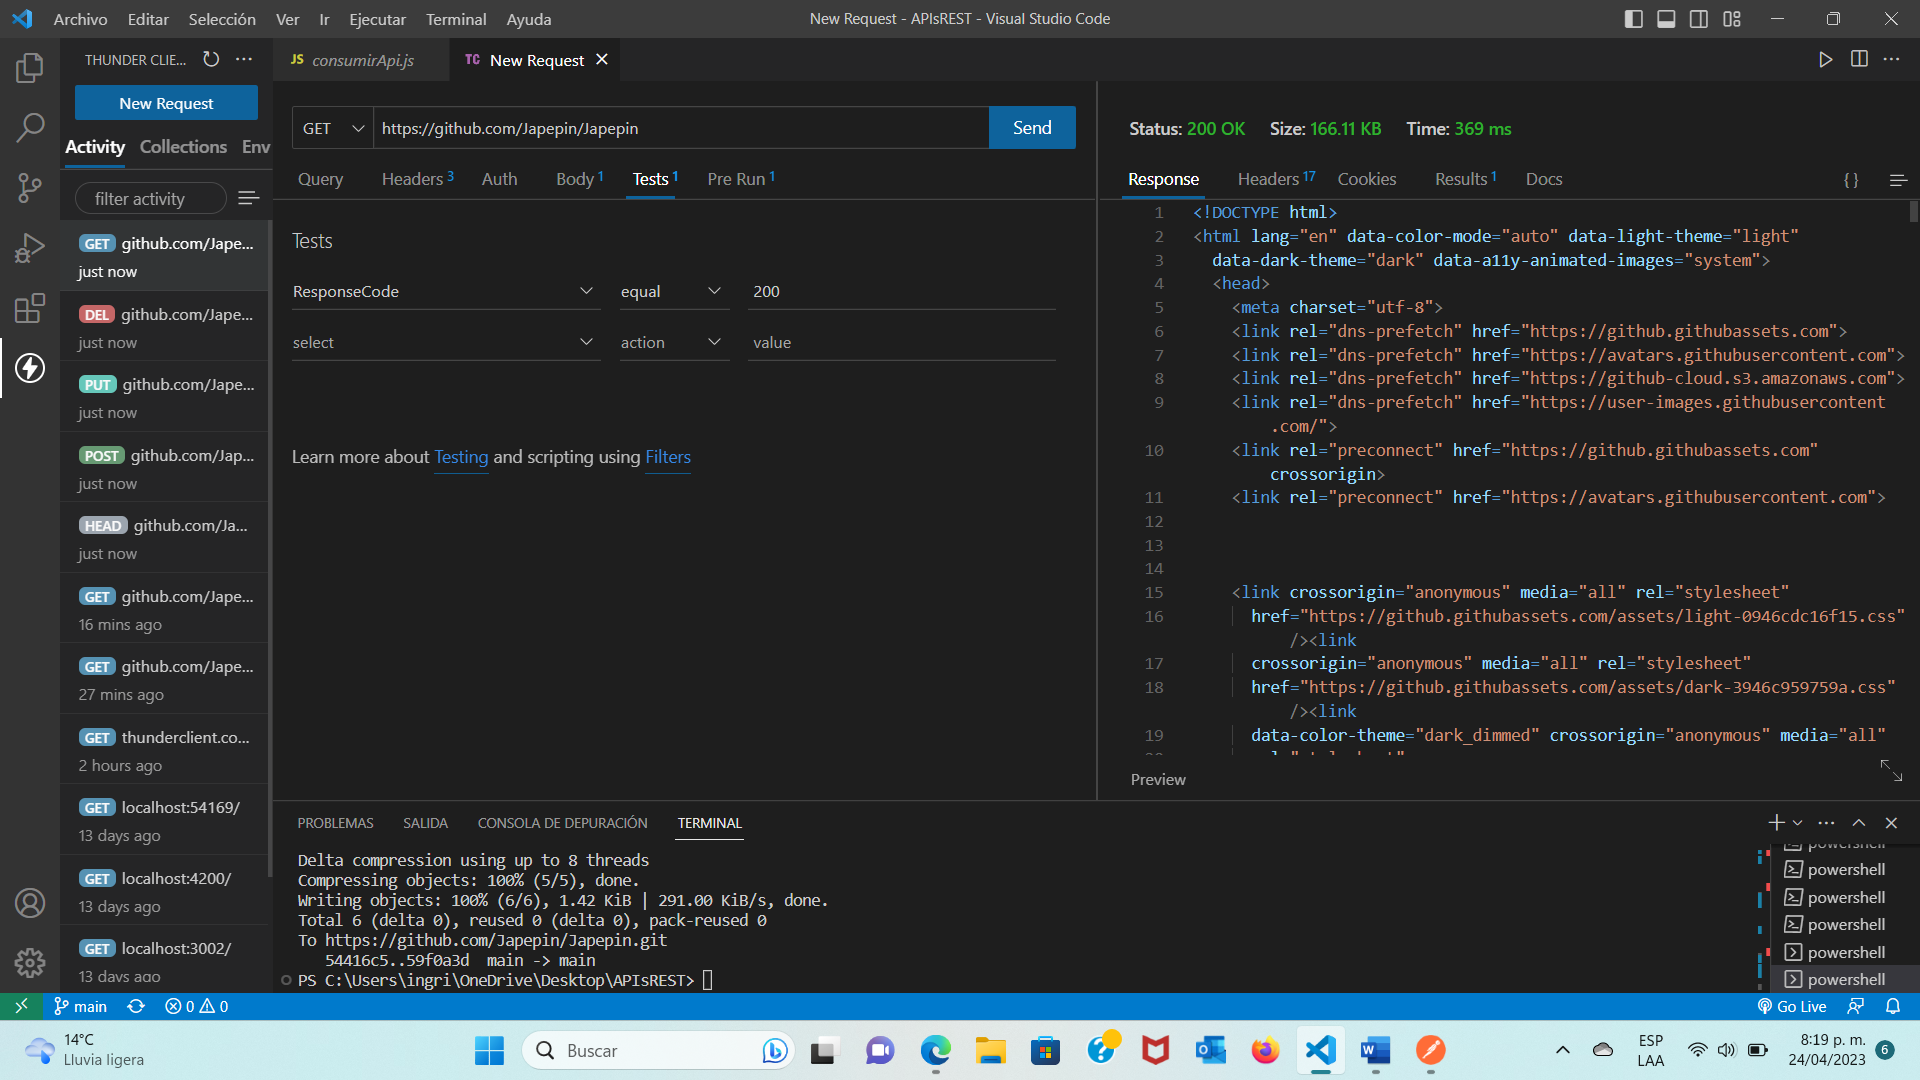 Archivo Editar Selección Ver Ir Ejecutar Terminal Ayuda
New Request - APIsREST - Visual Studio Code
THUNDER CLIE...
JS consumirApi.js
TC New Request
New Request
Activity Collections Env
filter activity
GET github.com/Jape...
just now
DEL github.com/Jape...
just now
PUT github.com/Jape...
just now
POST github.com/Jap...
just now
HEAD github.com/Ja...
just now
GET github.com/Jape...
16 mins ago
GET github.com/Jape...
27 mins ago
GET thunderclient.co...
2 hours ago
GET localhost:54169/
13 days ago
GET localhost:4200/
13 days ago
GET localhost:3002/
13 days ago
GET https://github.com/Japepin/Japepin Send
Query Headers 3 Auth Body 1 Tests 1 Pre Run 1
Tests
ResponseCode equal 200
select action value
Learn more about Testing and scripting using Filters
Status: 200 OK Size: 166.11 KB Time: 369 ms
Response Headers 17 Cookies Results 1 Docs { }
1 <!DOCTYPE html>
2 <html lang="en" data-color-mode="auto" data-light-theme="light"
3 data-dark-theme="dark" data-a11y-animated-images="system">
4 <head>
5 <meta charset="utf-8">
6 <link rel="dns-prefetch" href="https://github.githubassets.com">
7 <link rel="dns-prefetch" href="https://avatars.githubusercontent.com">
8 <link rel="dns-prefetch" href="https://github-cloud.s3.amazonaws.com">
9 <link rel="dns-prefetch" href="https://user-images.githubusercontent
.com/">
10 <link rel="preconnect" href="https://github.githubassets.com"
crossorigin>
11 <link rel="preconnect" href="https://avatars.githubusercontent.com">
12
13
14
15 <link crossorigin="anonymous" media="all" rel="stylesheet"
16 href="https://github.githubassets.com/assets/light-0946cdc16f15.css"
/><link
17 crossorigin="anonymous" media="all" rel="stylesheet"
18 href="https://github.githubassets.com/assets/dark-3946c959759a.css"
/><link
19 data-color-theme="dark_dimmed" crossorigin="anonymous" media="all"
Preview
PROBLEMAS SALIDA CONSOLA DE DEPURACIÓN TERMINAL
Delta compression using up to 8 threads
Compressing objects: 100% (5/5), done.
Writing objects: 100% (6/6), 1.42 KiB | 291.00 KiB/s, done.
Total 6 (delta 0), reused 0 (delta 0), pack-reused 0
To https://github.com/Japepin/Japepin.git
54416c5..59f0a3d main -> main
PS C:\Users\ingri\OneDrive\Desktop\APIsREST>
powershell
powershell
powershell
powershell
powershell
powershell
main 0 0
Go Live
14°C
Lluvia ligera
Buscar
ESP
LAA
8:19 p. m.
24/04/2023
6